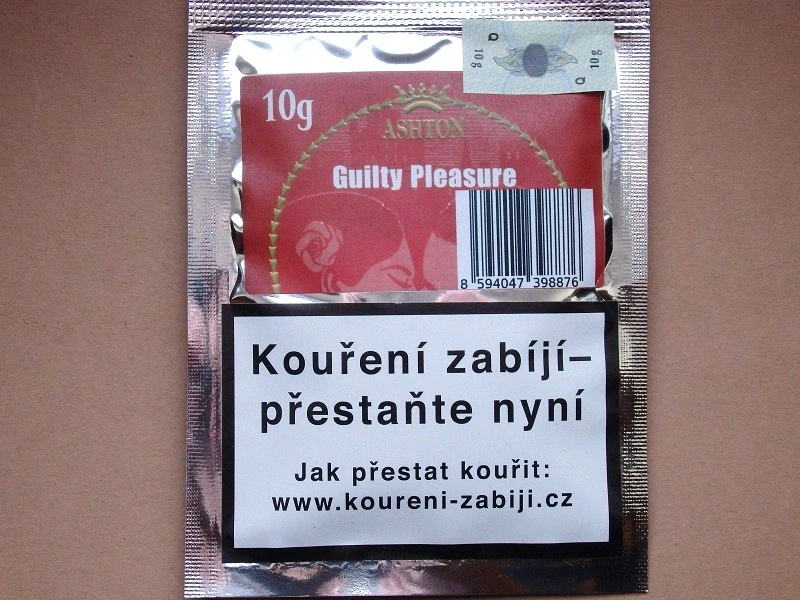 Q 10g
Q 10g
10g
ASHTON
Guilty Pleasure
8 594047 398876
Kouření zabíjí–
přestaňte nyní
Jak přestat kouřit:
www.koureni-zabiji.cz